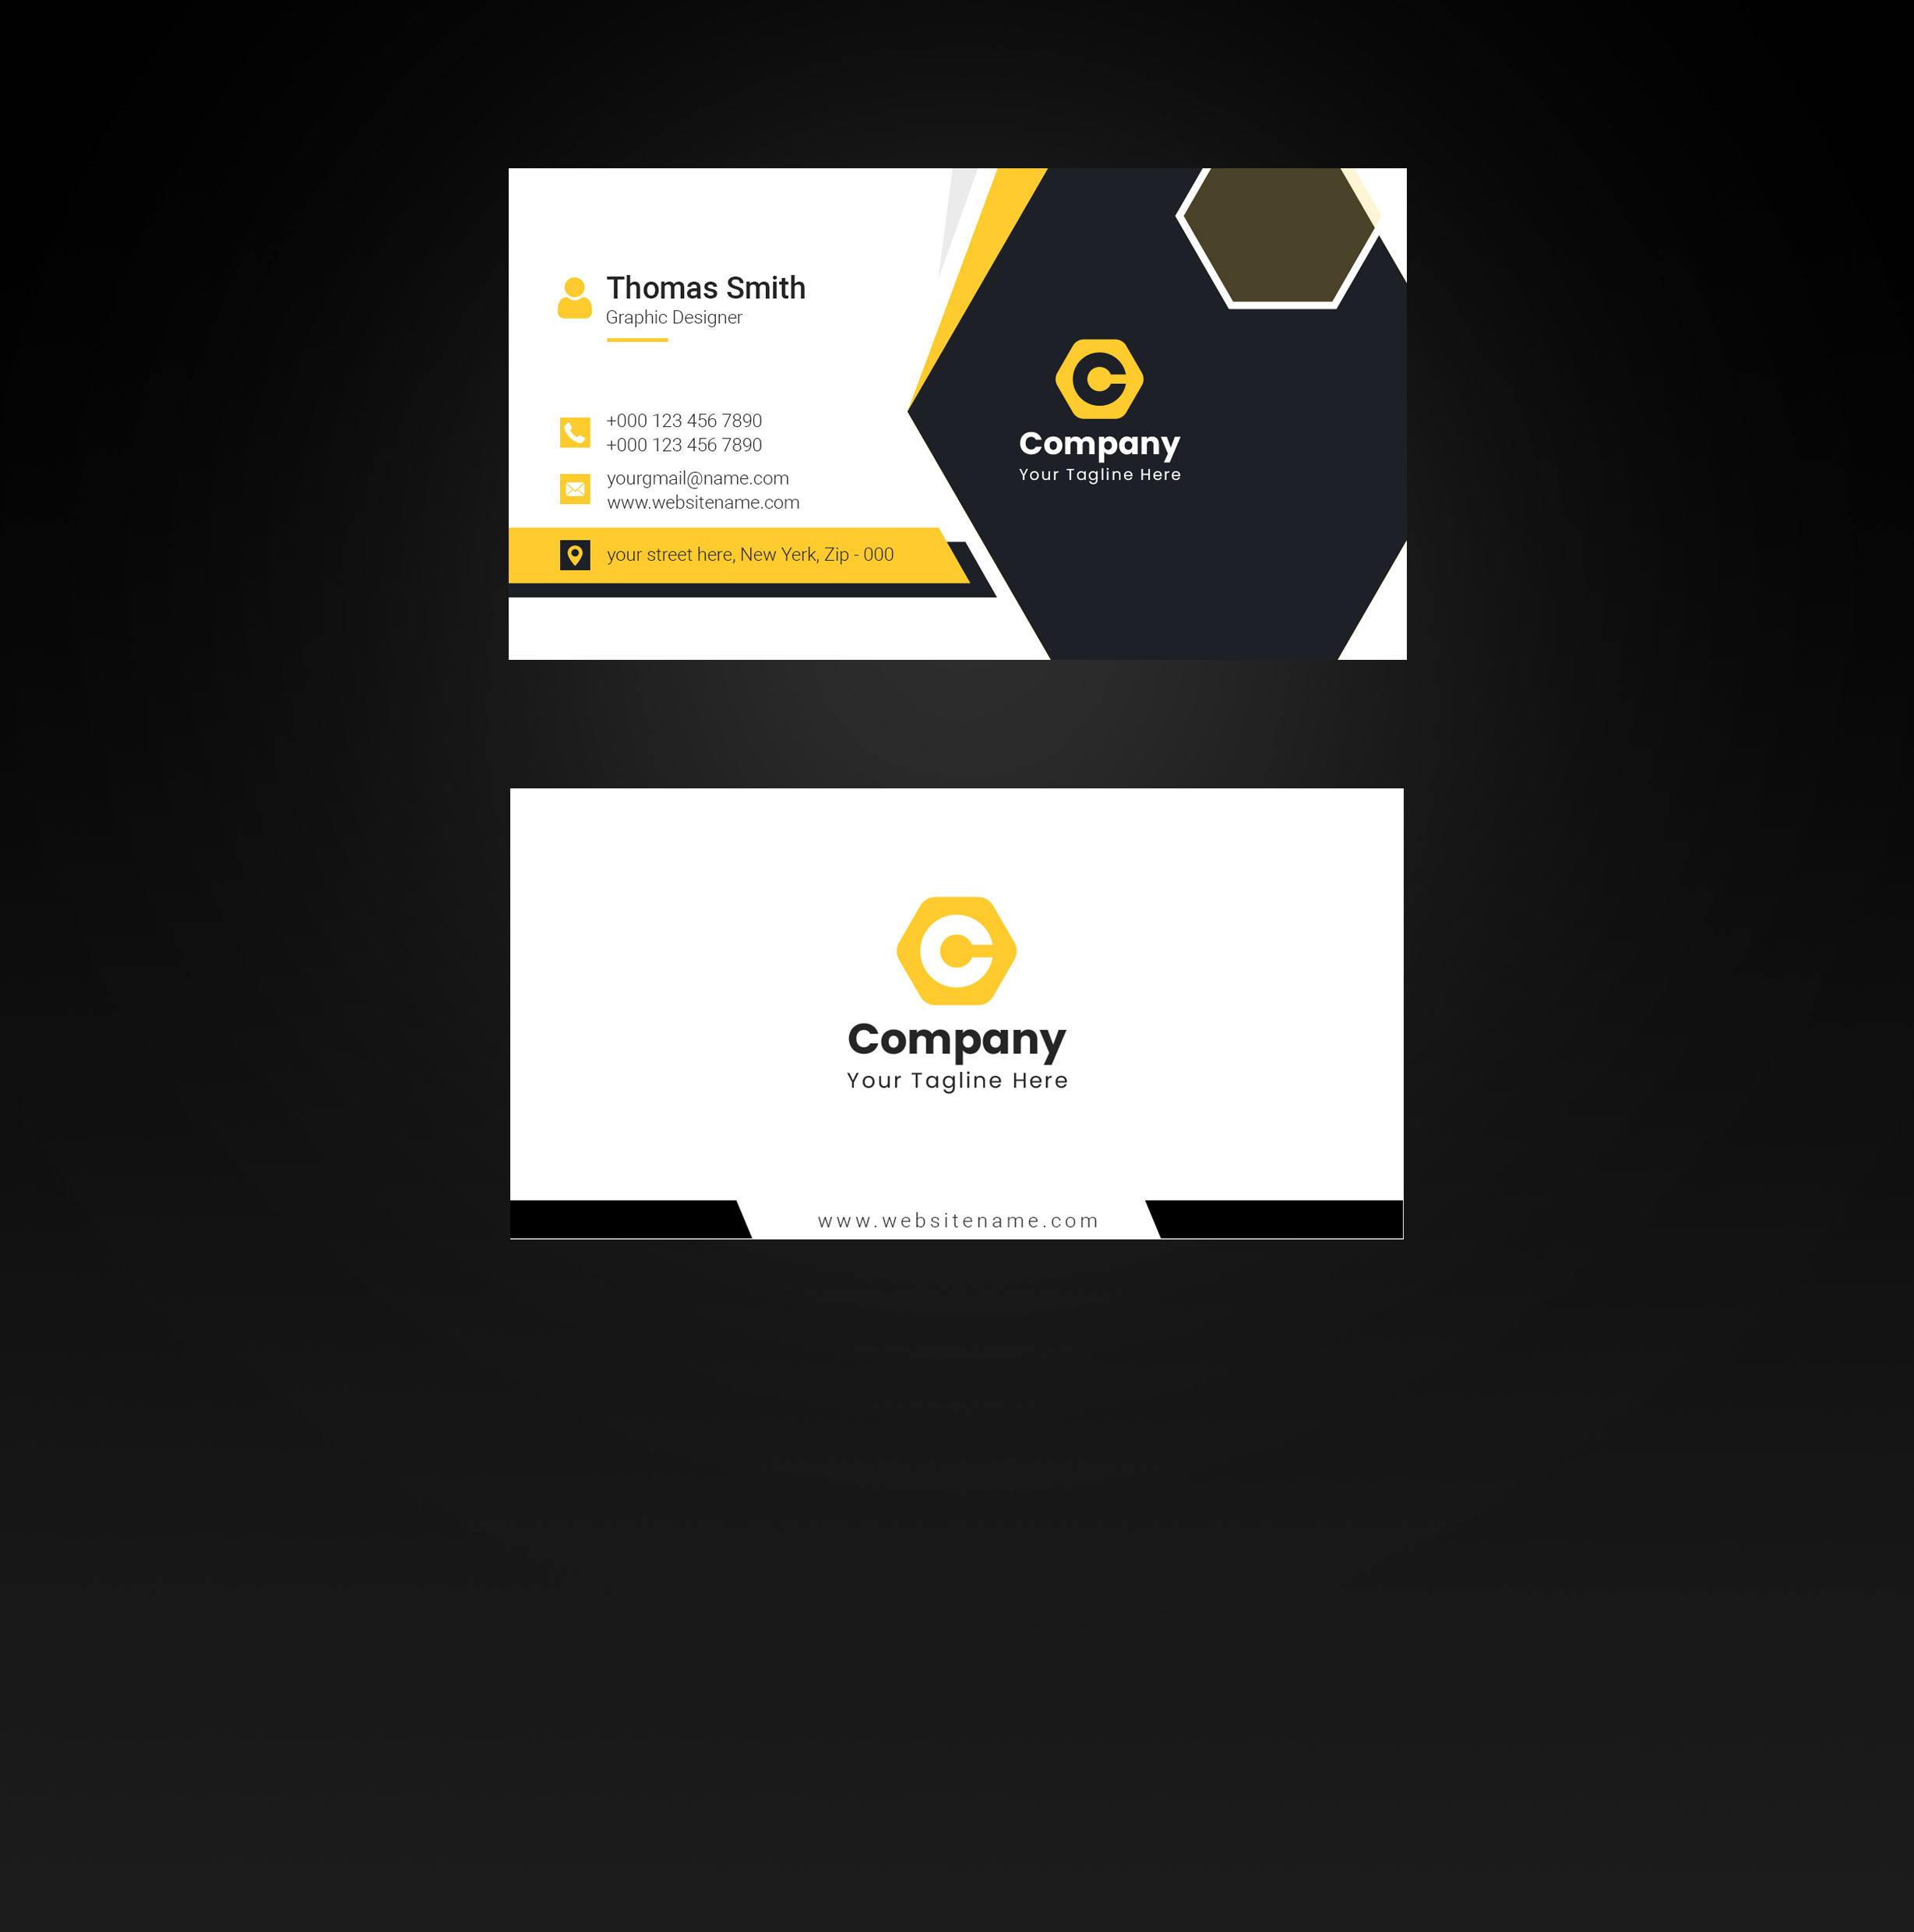 Thomas Smith
Graphic Designer
+000 123 456 7890
+000 123 456 7890
yourgmail@name.com
www.websitename.com
your street here, New Yerk, Zip - 000
Company
Your Tagline Here
Company
Your Tagline Here
www.websitename.com